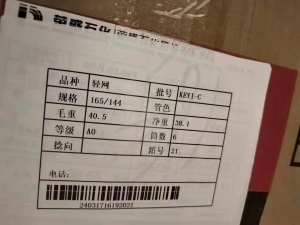 品种 轻网 批号 KEYI-C
规格 165/144 管色
毛重 40.5 净重 38.1
等级 A0 筒数 6
捻向 箱号 21
电话:
24031716192021